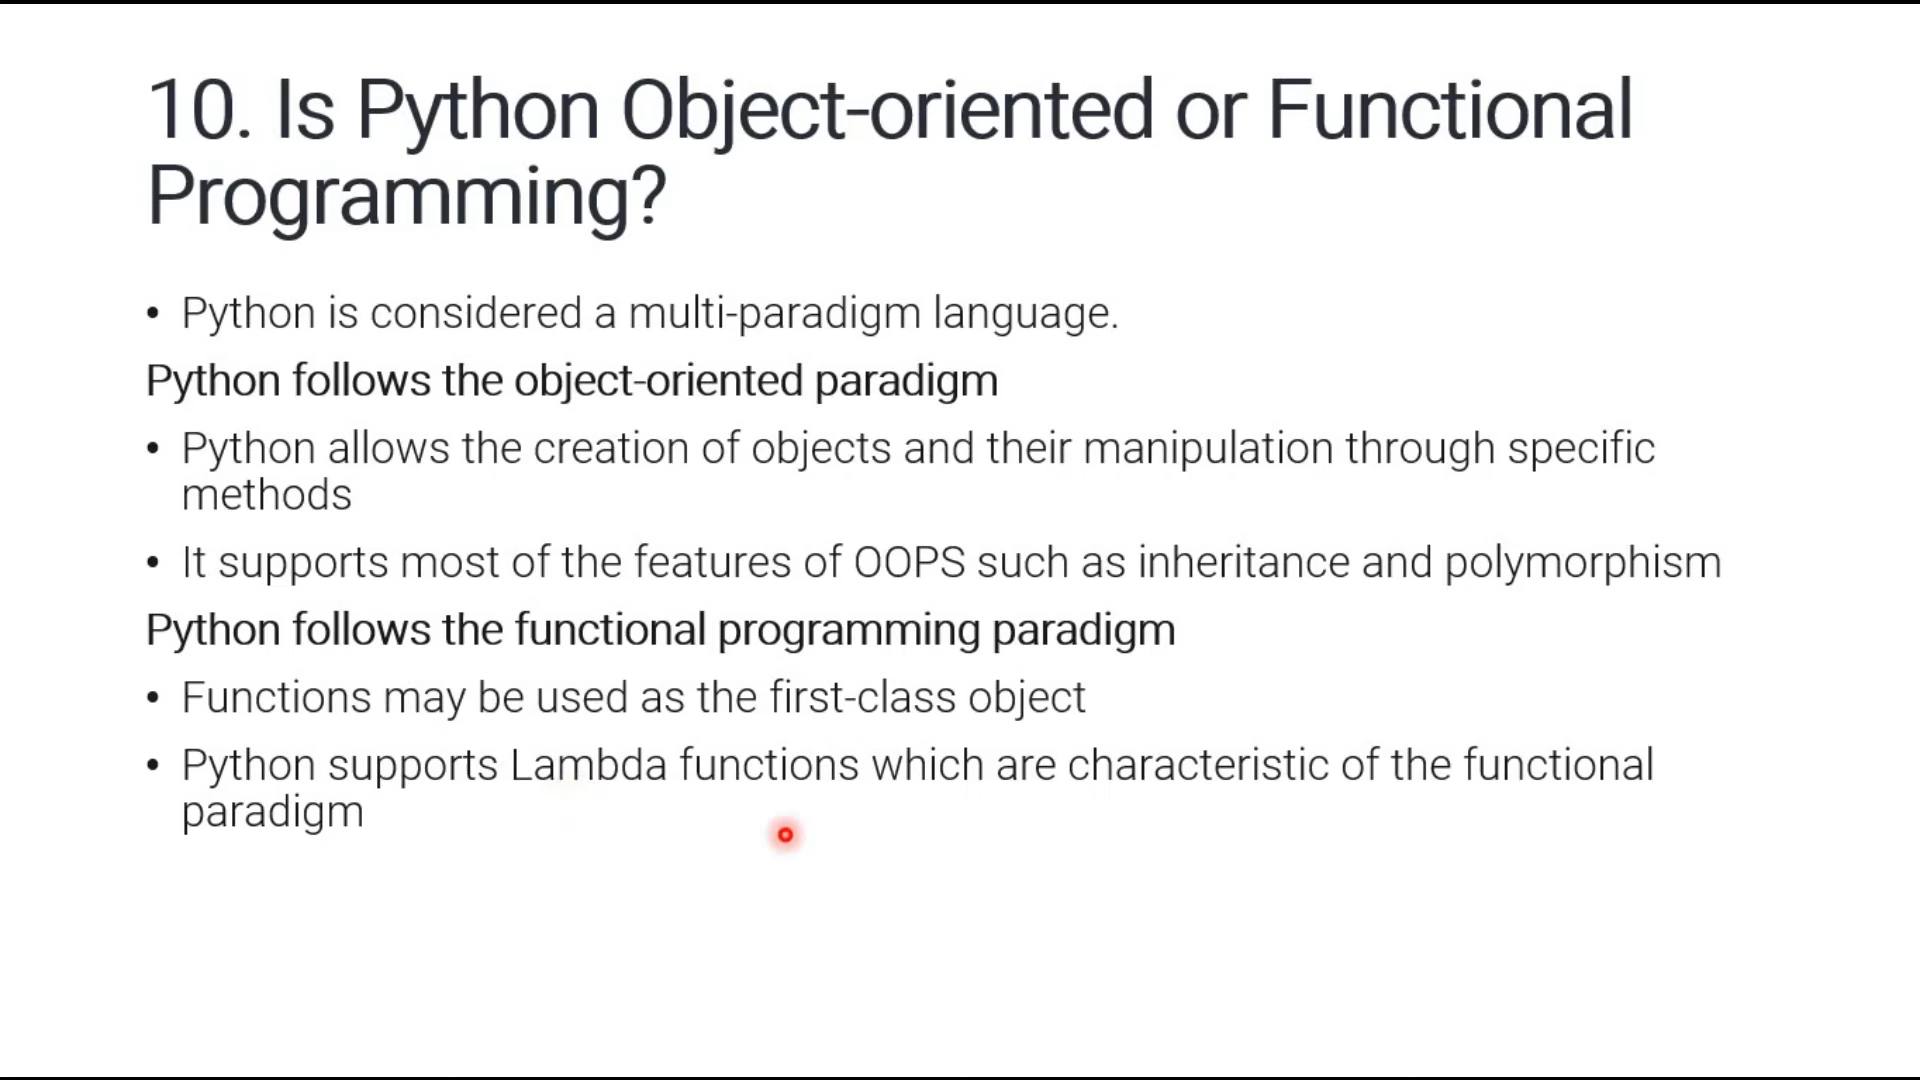 10. Is Python Object-oriented or Functional
Programming?
• Python is considered a multi-paradigm language.
Python follows the object-oriented paradigm
• Python allows the creation of objects and their manipulation through specific
methods
• It supports most of the features of OOPS such as inheritance and polymorphism
Python follows the functional programming paradigm
• Functions may be used as the first-class object
• Python supports Lambda functions which are characteristic of the functional
paradigm